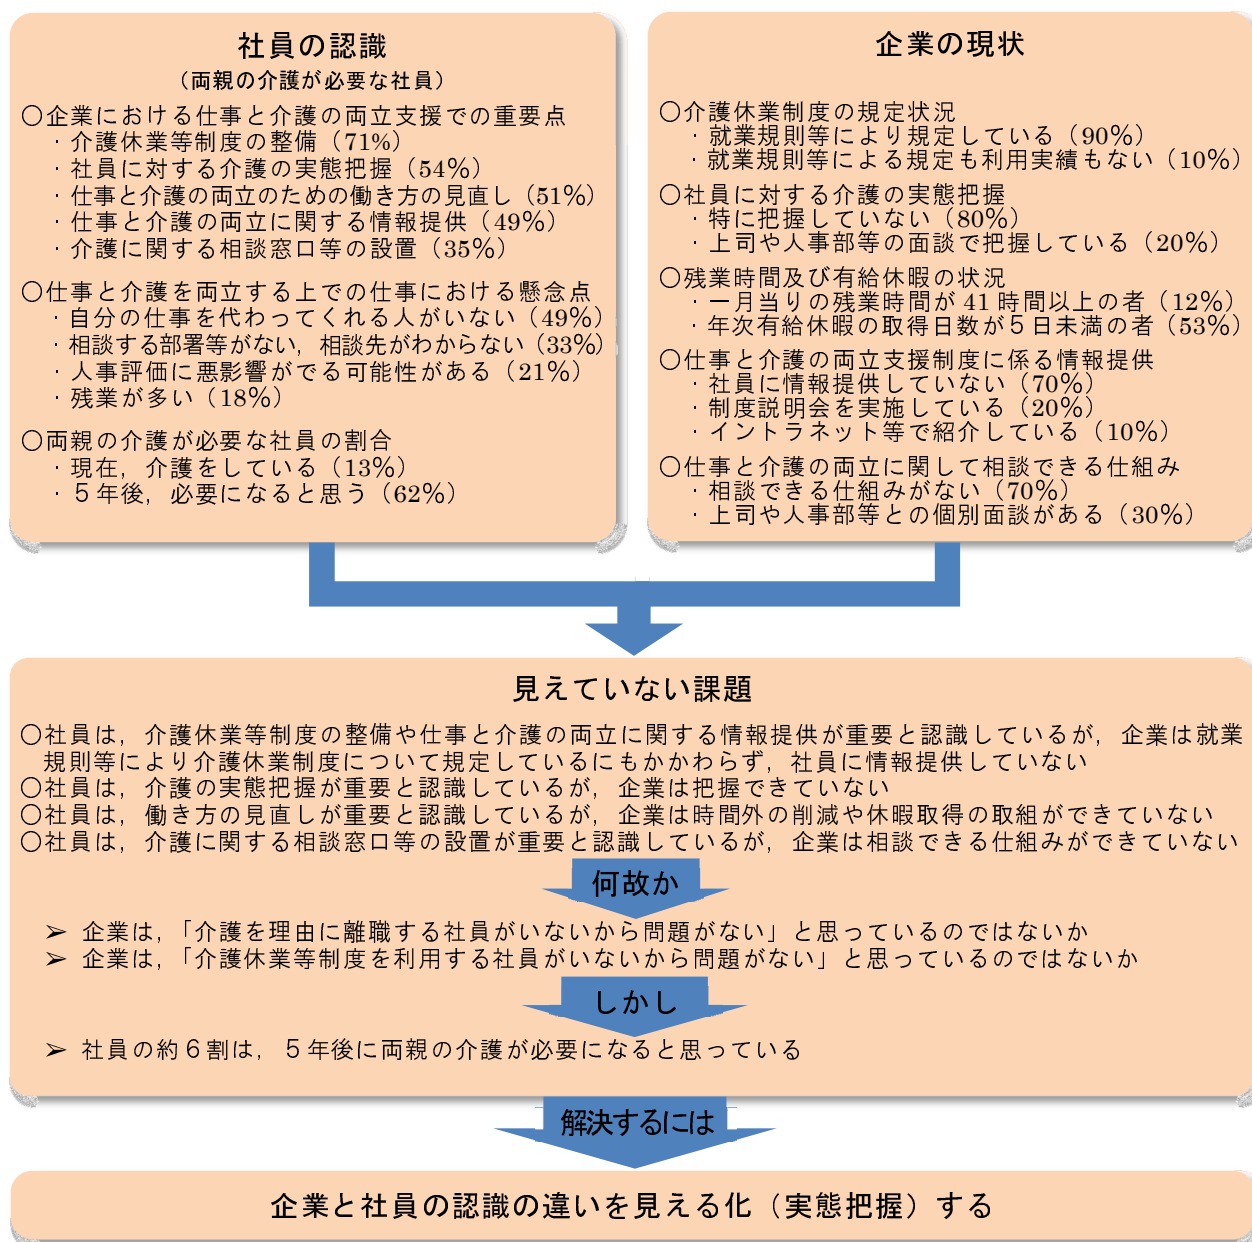 社員の認識
（両親の介護が必要な社員）
○企業における仕事と介護の両立支援での重要点
・介護休業等制度の整備（71%）
・社員に対する介護の実態把握（54%）
・仕事と介護の両立のための働き方の見直し（51%）
・仕事と介護の両立に関する情報提供（49%）
・介護に関する相談窓口等の設置（35%）
○仕事と介護を両立する上での仕事における懸念点
・自分の仕事を代わってくれる人がいない（49%）
・相談する部署等がない，相談先がわからない（33%）
・人事評価に悪影響がでる可能性がある（21%）
・残業が多い（18%）
○両親の介護が必要な社員の割合
・現在，介護をしている（13%）
・５年後，必要になると思う（62%）
企業の現状
○介護休業制度の規定状況
・就業規則等により規定している（90%）
・就業規則等による規定も利用実績もない（10%）
○社員に対する介護の実態把握
・特に把握していない（80%）
・上司や人事部等の面談で把握している（20%）
○残業時間及び有給休暇の状況
・一月当りの残業時間が 41 時間以上の者（12%）
・年次有給休暇の取得日数が５日未満の者（53%）
○仕事と介護の両立支援制度に係る情報提供
・社員に情報提供していない（70%）
・制度説明会を実施している（20%）
・イントラネット等で紹介している（10%）
○仕事と介護の両立に関して相談できる仕組み
・相談できる仕組みがない（70%）
・上司や人事部等との個別面談がある（30%）
見えていない課題
○社員は，介護休業等制度の整備や仕事と介護の両立に関する情報提供が重要と認識しているが，企業は就業
規則等により介護休業制度について規定しているにもかかわらず，社員に情報提供していない
○社員は，介護の実態把握が重要と認識しているが，企業は把握できていない
○社員は，働き方の見直しが重要と認識しているが，企業は時間外の削減や休暇取得の取組ができていない
○社員は，介護に関する相談窓口等の設置が重要と認識しているが，企業は相談できる仕組みができていない
何故か
➢ 企業は，「介護を理由に離職する社員がいないから問題がない」と思っているのではないか
➢ 企業は，「介護休業等制度を利用する社員がいないから問題がない」と思っているのではないか
しかし
➢ 社員の約６割は，５年後に両親の介護が必要になると思っている
解決するには
企業と社員の認識の違いを見える化（実態把握）する